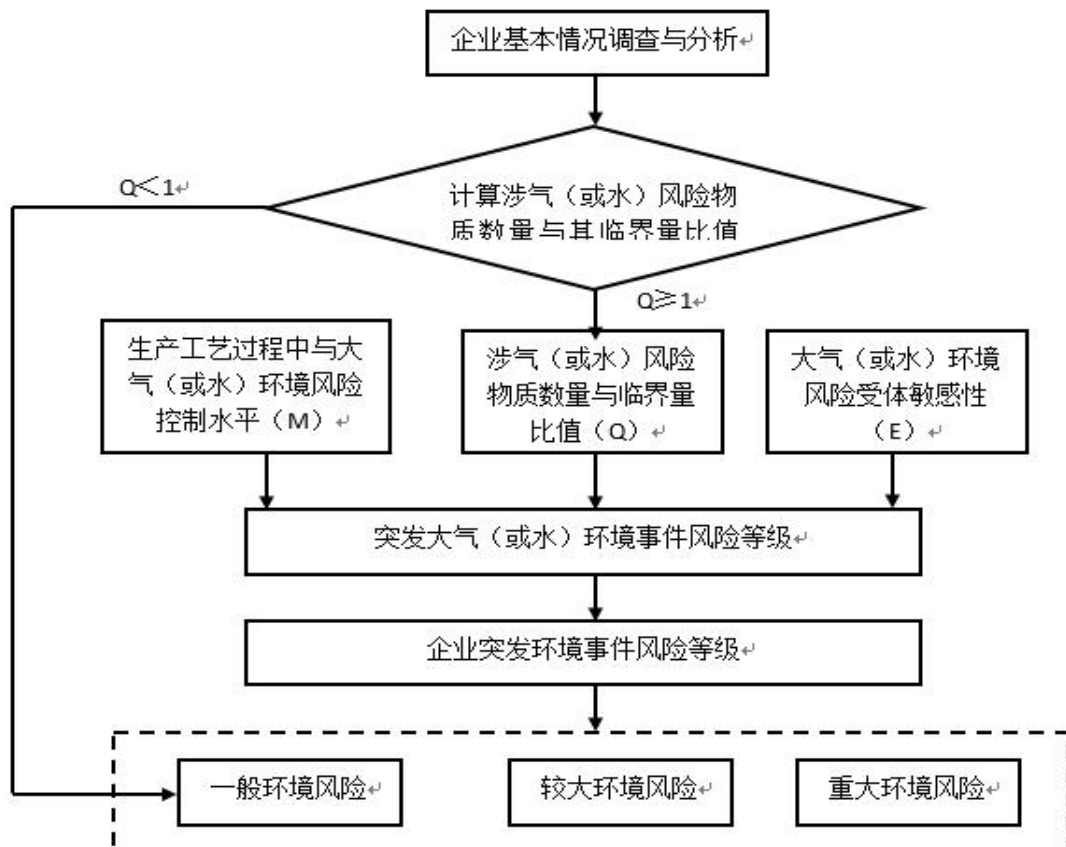 企业基本情况调查与分析
Q＜1
计算涉气（或水）风险物
质数量与其临界量比值
Q≥1
生产工艺过程中与大
气（或水）环境风险
控制水平（M）
涉气（或水）风险
物质数量与临界量
比值（Q）
大气（或水）环境
风险受体敏感性
（E）
突发大气（或水）环境事件风险等级
企业突发环境事件风险等级
一般环境风险
较大环境风险
重大环境风险